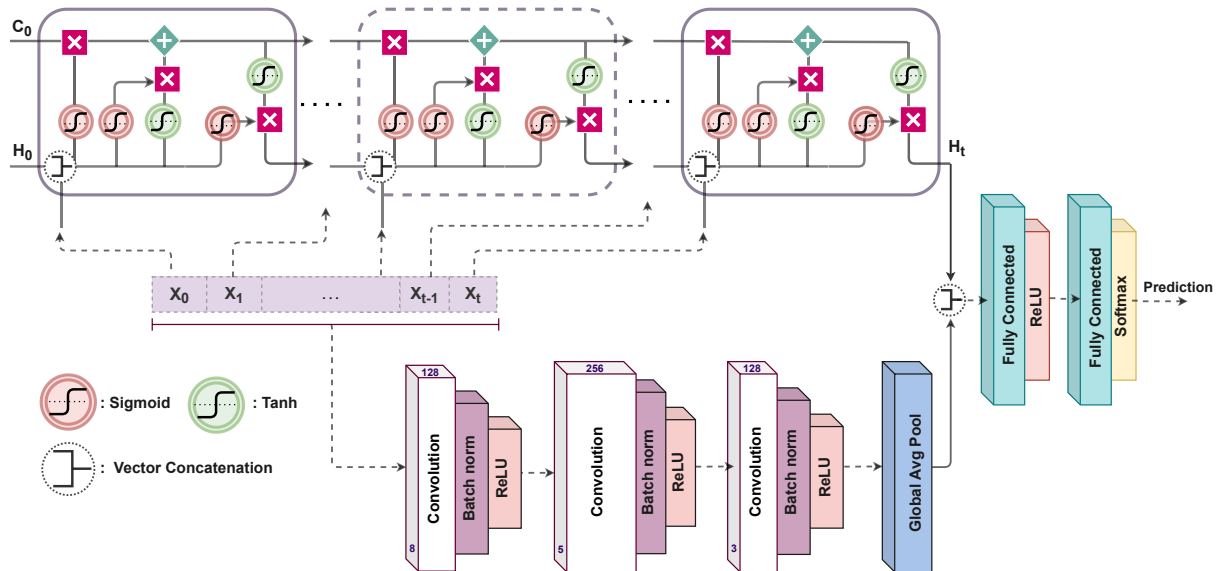 C0
H0
. . . .
. . . .
Ht
X0 X1 ... Xt-1 Xt
Fully Connected
ReLU
Fully Connected
Softmax
Prediction
: Sigmoid
: Tanh
: Vector Concatenation
128
Convolution
8
Batch norm
ReLU
256
Convolution
5
Batch norm
ReLU
128
Convolution
3
Batch norm
ReLU
Global Avg Pool